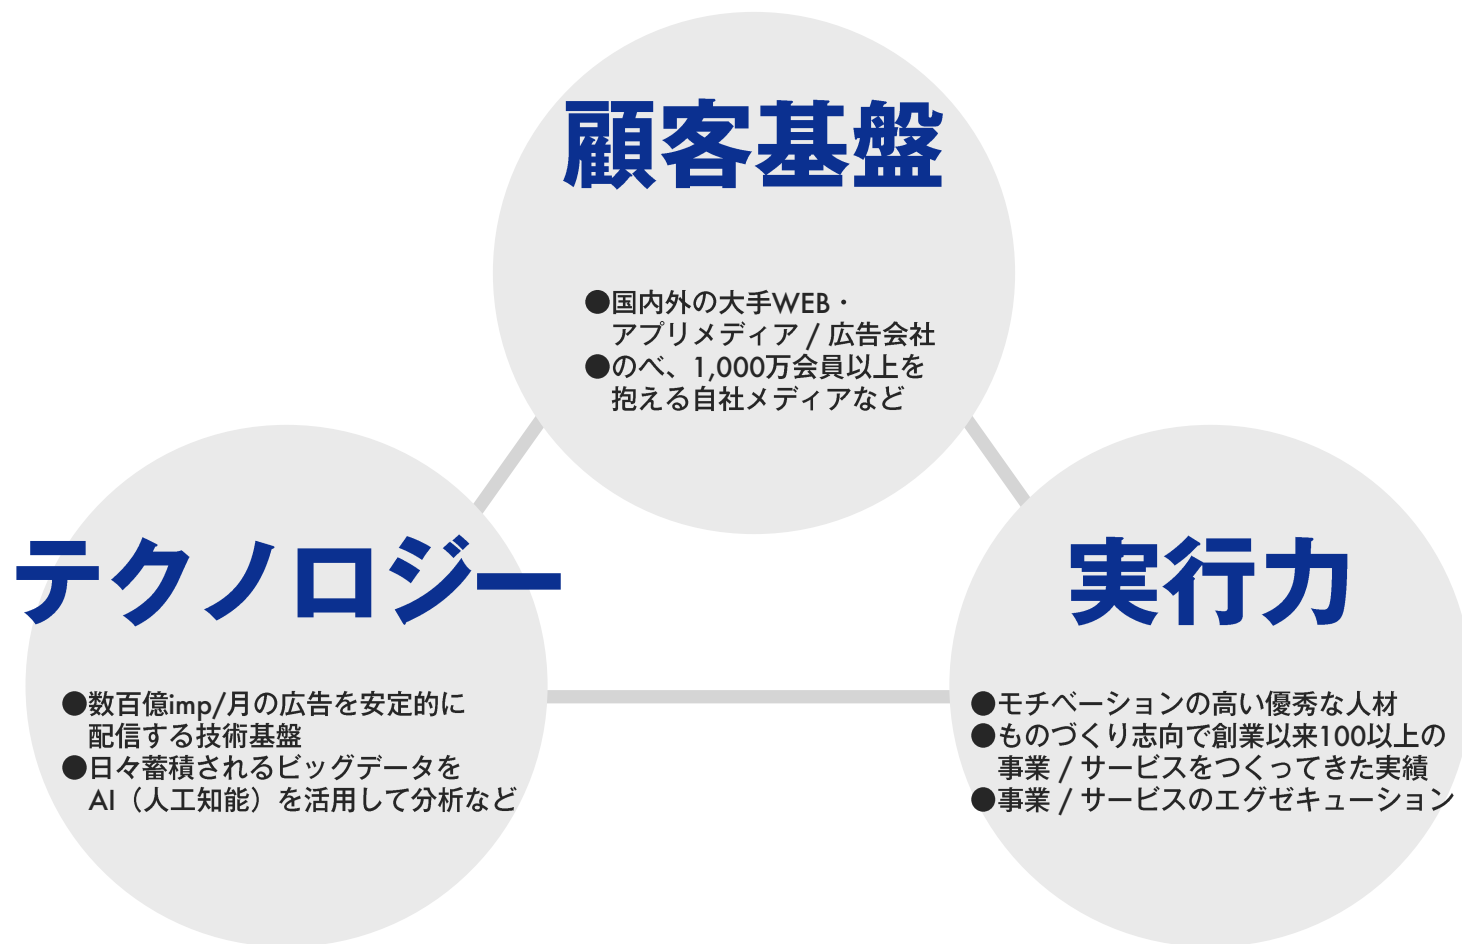 顧客基盤
●国内外の大手WEB・
アプリメディア / 広告会社
●のべ、1,000万会員以上を
抱える自社メディアなど
テクノロジー
●数百億imp/月の広告を安定的に
配信する技術基盤
●日々蓄積されるビッグデータを
AI（人工知能）を活用して分析など
実行力
●モチベーションの高い優秀な人材
●ものづくり志向で創業以来100以上の
事業 / サービスをつくってきた実績
●事業 / サービスのエグゼキューション